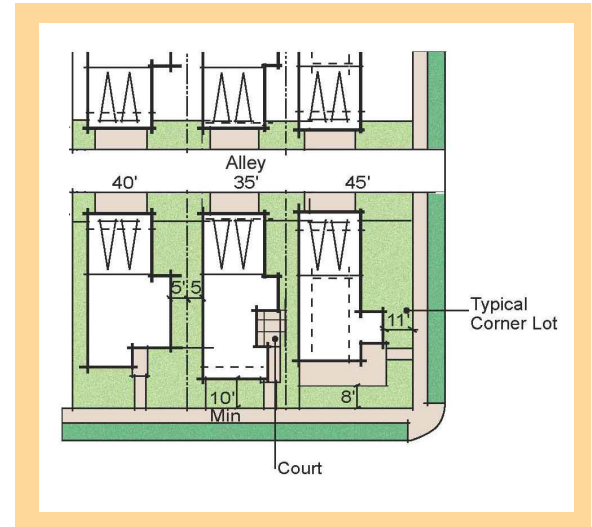 Alley
40' 35' 45'
5' 5
11'
Typical
Corner Lot
10'
Min
8'
Court